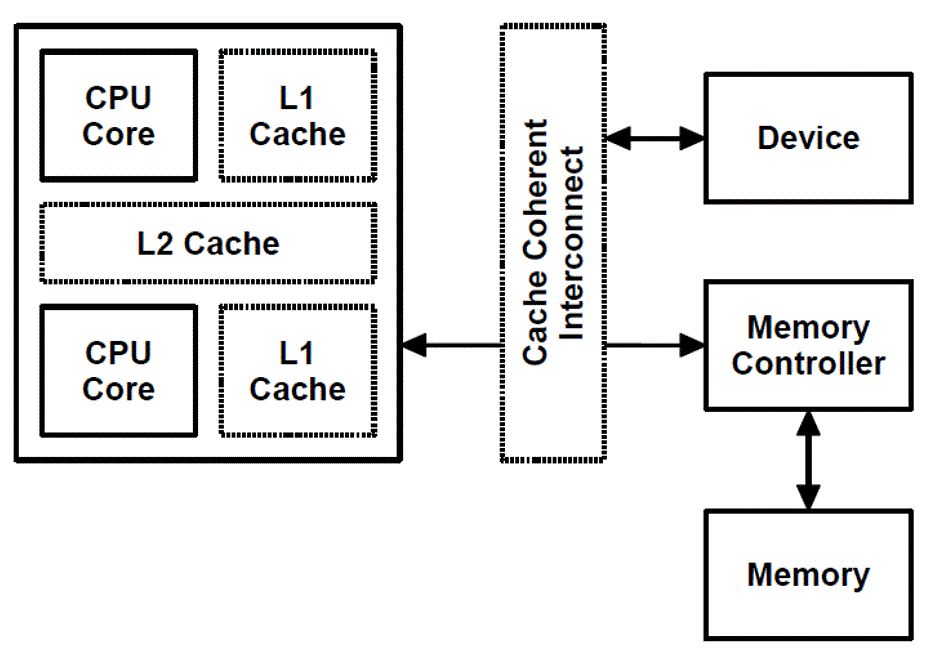 CPU
Core
L1
Cache
L2 Cache
CPU
Core
L1
Cache
Cache Coherent
Interconnect
Device
Memory
Controller
Memory